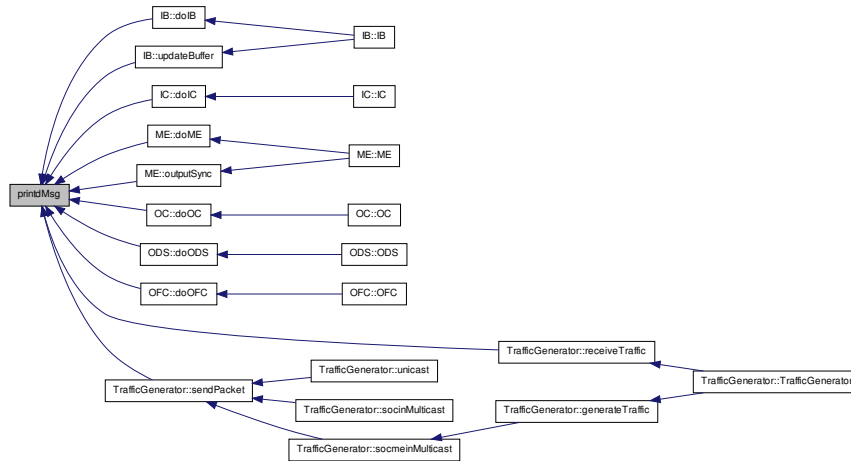 IB::doIB
IB::IB
IB::updateBuffer
IC::doIC
IC::IC
ME::doME
ME::ME
ME::outputSync
printdMsg
OC::doOC
OC::OC
ODS::doODS
ODS::ODS
OFC::doOFC
OFC::OFC
TrafficGenerator::receiveTraffic
TrafficGenerator::unicast
TrafficGenerator::TrafficGenerator
TrafficGenerator::sendPacket
TrafficGenerator::socinMulticast
TrafficGenerator::generateTraffic
TrafficGenerator::socmeinMulticast